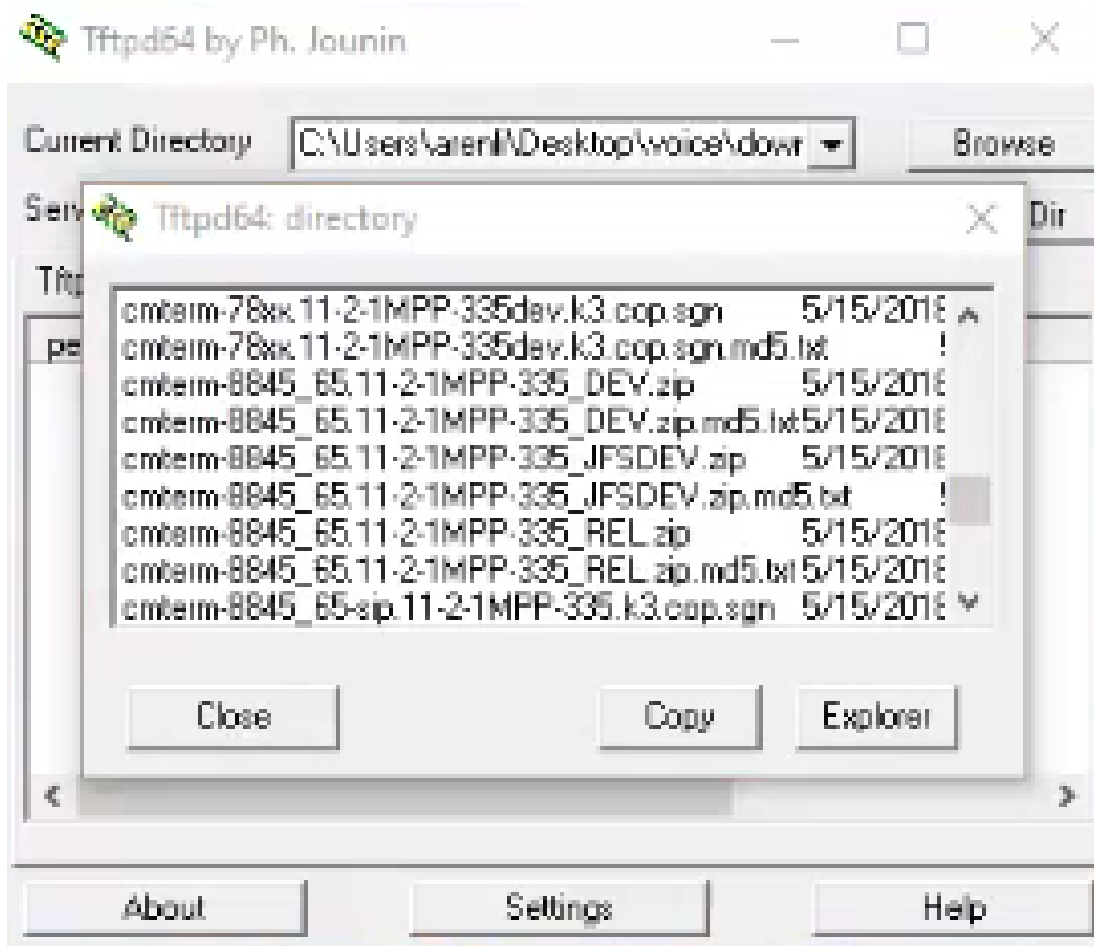 Tftpd64 by Ph. Jounin
Current Directory C:\Users\arenli\Desktop\voice\dowr Browse
Serv Dir
Tftpd64: directory
Tftp
pe
cmterm-78xx.11-2-1MPP-335dev.k3.cop.sgn 5/15/2018
cmterm-78xx.11-2-1MPP-335dev.k3.cop.sgn.md5.txt
cmterm-8845_65.11-2-1MPP-335_DEV.zip 5/15/2018
cmterm-8845_65.11-2-1MPP-335_DEV.zip.md5.txt 5/15/2018
cmterm-8845_65.11-2-1MPP-335_JFSDEV.zip 5/15/2018
cmterm-8845_65.11-2-1MPP-335_JFSDEV.zip.md5.txt
cmterm-8845_65.11-2-1MPP-335_REL.zip 5/15/2018
cmterm-8845_65.11-2-1MPP-335_REL.zip.md5.txt 5/15/2018
cmterm-8845_65-sip.11-2-1MPP-335.k3.cop.sgn 5/15/2018
Close Copy Explorer
About Settings Help